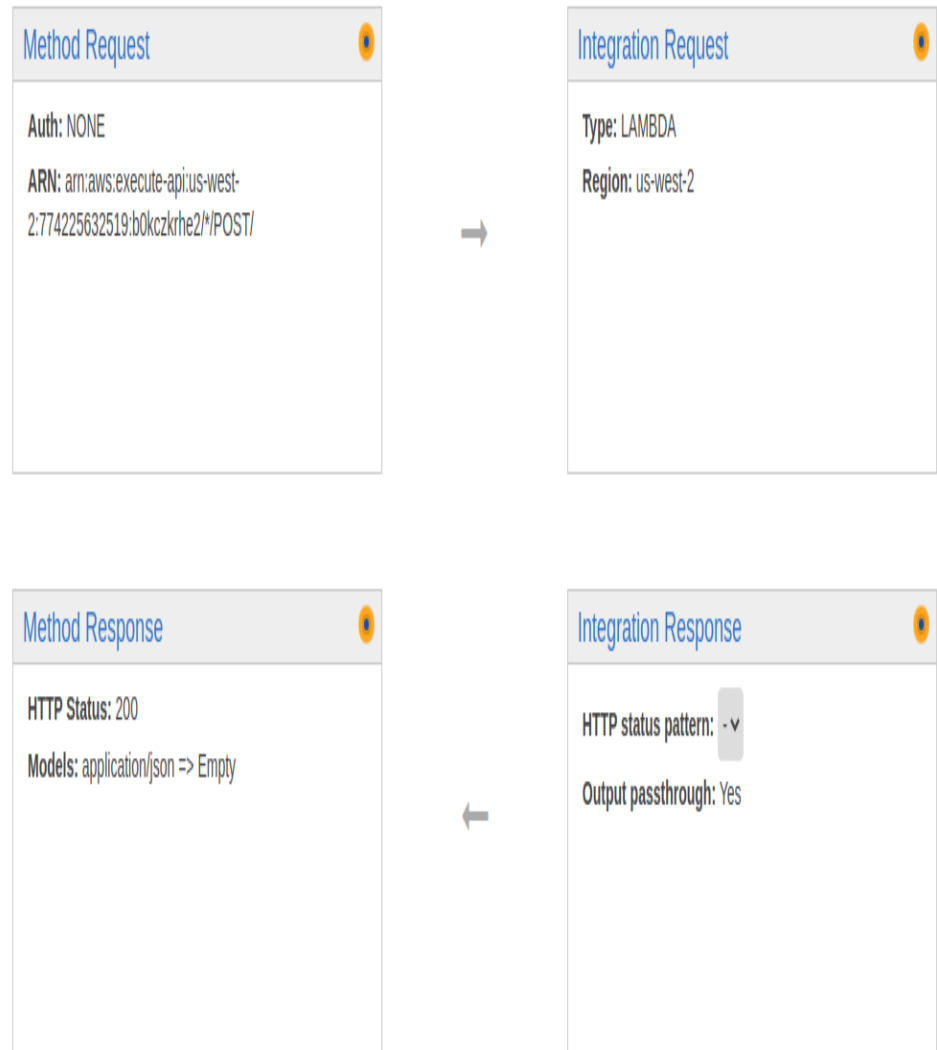 Method Request
Auth: NONE
ARN: arn:aws:execute-api:us-west-
2:774225632519:b0kczkrhe2/*/POST/
Integration Request
Type: LAMBDA
Region: us-west-2
Method Response
HTTP Status: 200
Models: application/json => Empty
Integration Response
HTTP status pattern: -
Output passthrough: Yes